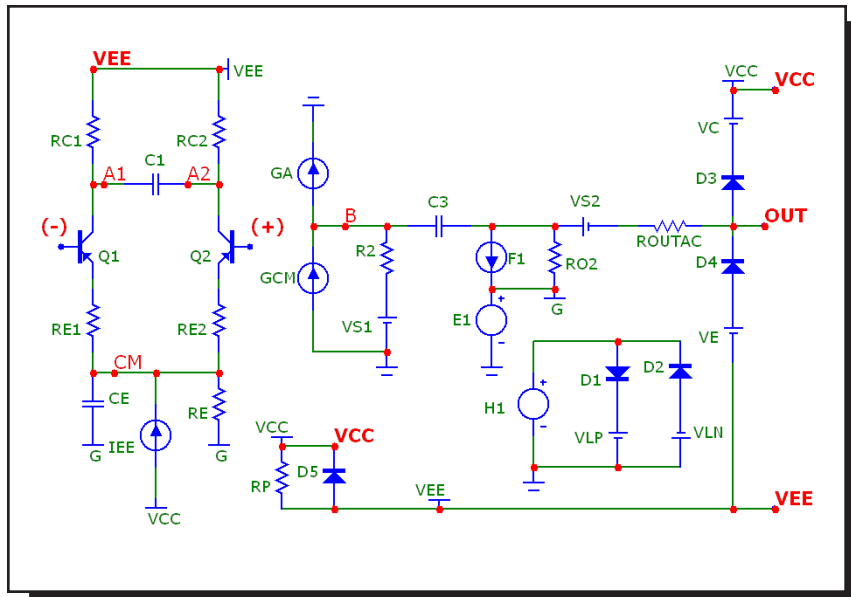 VEE
VEE
RC1
RC2
C1
A1
A2
(-)
(+)
Q1
Q2
RE1
RE2
CM
CE
RE
IEE
G
G
VCC
GA
B
GCM
R2
VS1
C3
F1
E1
+
-
RO2
G
VS2
ROUTAC
VCC
VCC
VC
D3
OUT
D4
VE
H1
+
-
D1
D2
VLP
VLN
VCC
VCC
RP
D5
VEE
VEE